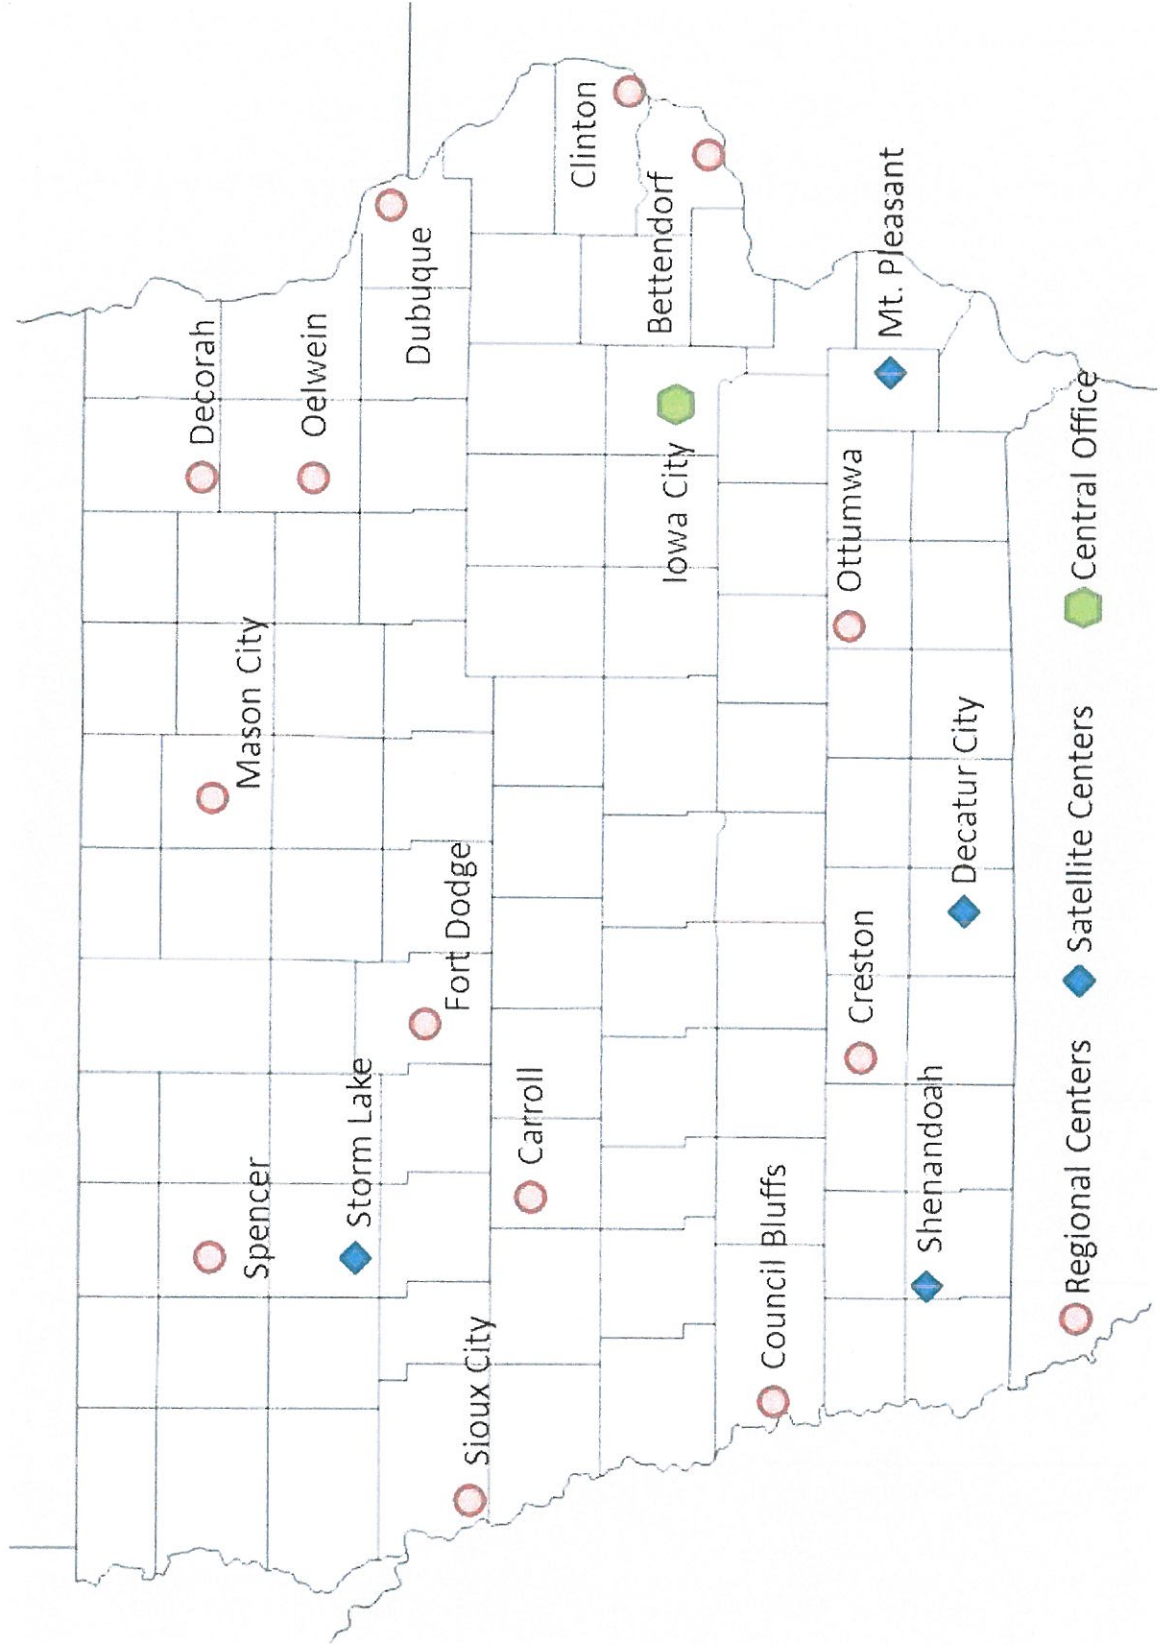 Decorah
Mason City
Spencer
Oelwein
Storm Lake
Dubuque
Fort Dodge
Sioux City
Carroll
Clinton
Bettendorf
Iowa City
Council Bluffs
Ottumwa
Creston
Mt. Pleasant
Shenandoah
Decatur City
Regional Centers
Satellite Centers
Central Office